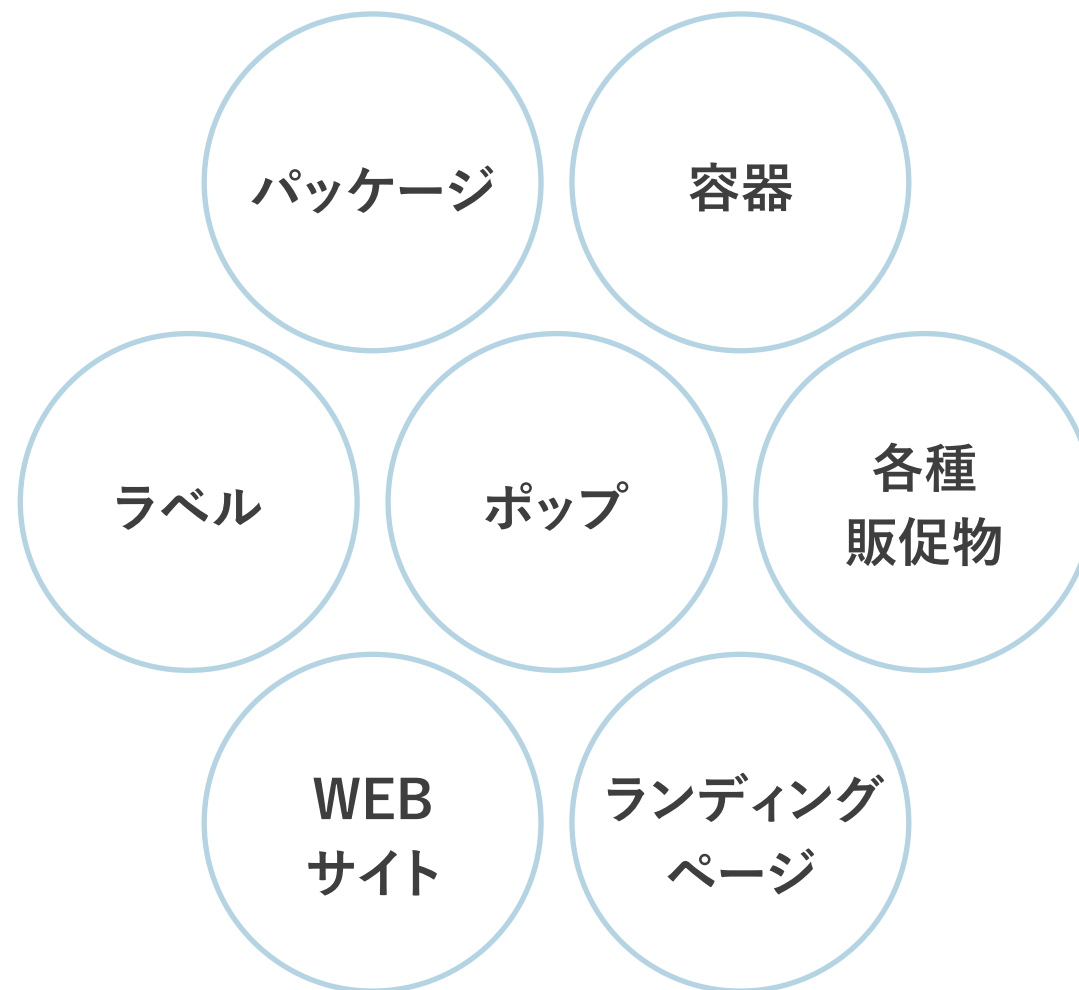 パッケージ
容器
ラベル
ポップ
各種
販促物
WEB
サイト
ランディング
ページ